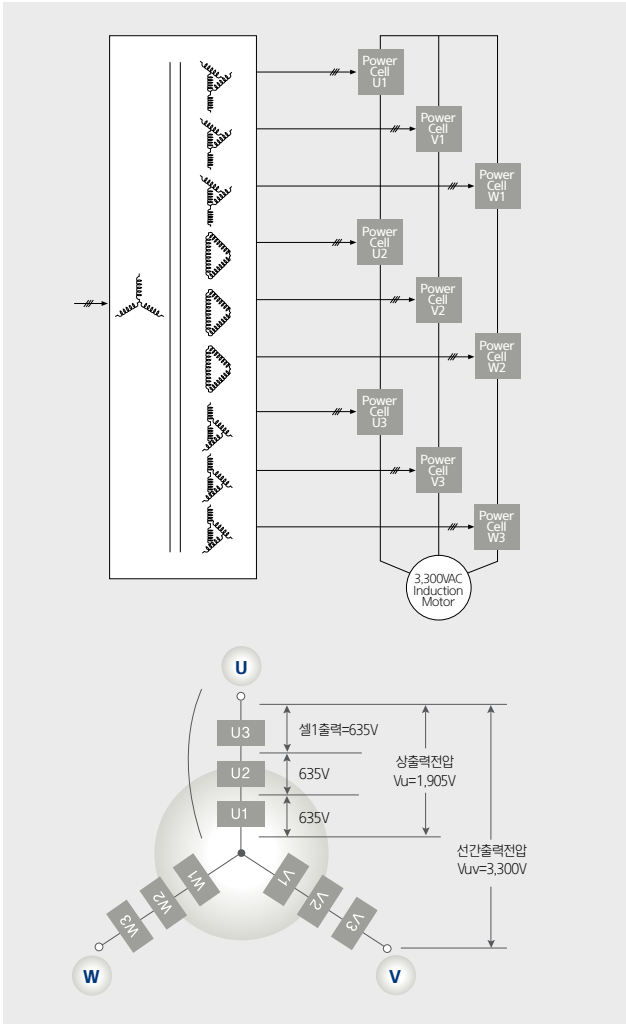 Power
Cell
U1
Power
Cell
V1
Power
Cell
W1
Power
Cell
U2
Power
Cell
V2
Power
Cell
W2
Power
Cell
U3
Power
Cell
V3
Power
Cell
W3
3,300VAC
Induction
Motor
U
U3
셀1출력=635V
U2
635V
U1
635V
상출력전압
Vu=1,905V
선간출력전압
Vuv=3,300V
W1
W2
W3
V1
V2
V3
W
V